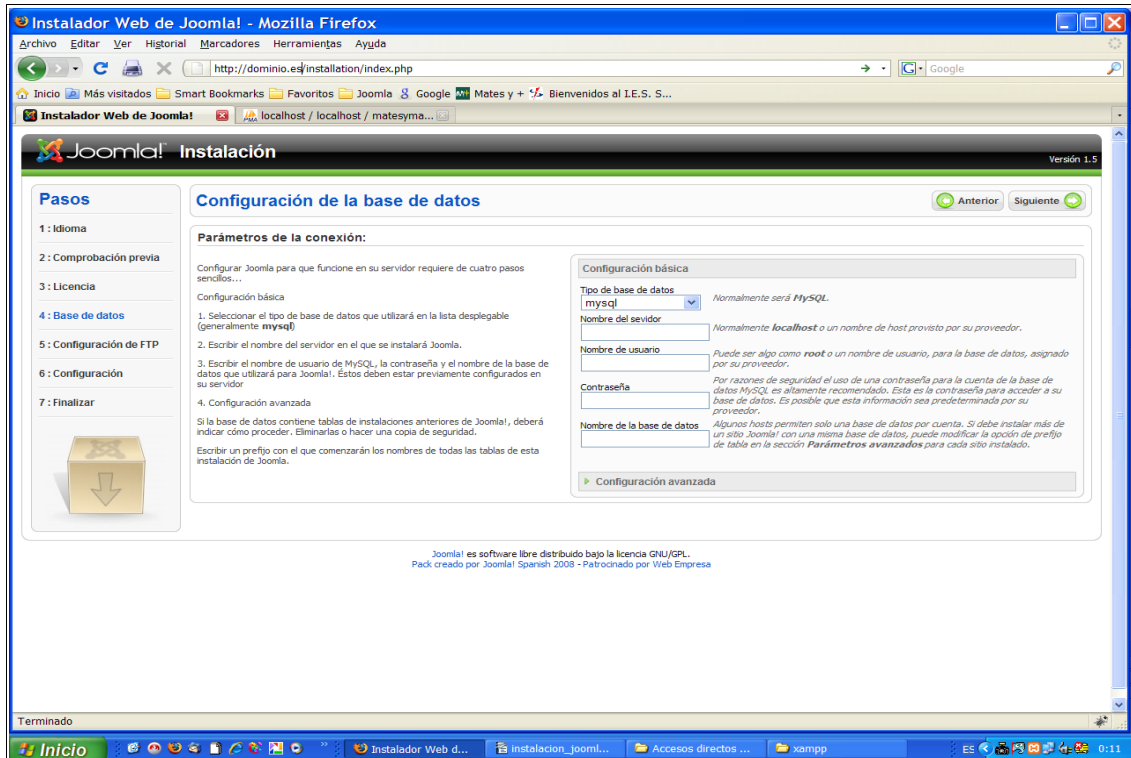 Instalador Web de Joomla! - Mozilla Firefox
Archivo Editar Ver Historial Marcadores Herramientas Ayuda
http://dominio.es/installation/index.php
Google
Inicio Más visitados Smart Bookmarks Favoritos Joomla Google Mates y + Bienvenidos al I.E.S. S...
Instalador Web de Joomla! localhost / localhost / matesyma...
Joomla! Instalación
Versión 1.5
Pasos
1 : Idioma
2 : Comprobación previa
3 : Licencia
4 : Base de datos
5 : Configuración de FTP
6 : Configuración
7 : Finalizar
Configuración de la base de datos
Anterior Siguiente
Parámetros de la conexión:
Configurar Joomla para que funcione en su servidor requiere de cuatro pasos
sencillos...
Configuración básica
1. Seleccionar el tipo de base de datos que utilizará en la lista desplegable
(generalmente mysql)
2. Escribir el nombre del servidor en el que se instalará Joomla.
3. Escribir el nombre de usuario de MySQL, la contraseña y el nombre de la base de
datos que utilizará para Joomla!. Éstos deben estar previamente configurados en
su servidor
4. Configuración avanzada
Si la base de datos contiene tablas de instalaciones anteriores de Joomla!, deberá
indicar cómo proceder. Eliminarlas o hacer una copia de seguridad.
Escribir un prefijo con el que comenzarán los nombres de todas las tablas de esta
instalación de Joomla.
Configuración básica
Tipo de base de datos
mysql
Normalmente será MySQL.
Nombre del sevidor
Normalmente localhost o un nombre de host provisto por su proveedor.
Nombre de usuario
Puede ser algo como root o un nombre de usuario, para la base de datos, asignado
por su proveedor.
Contraseña
Por razones de seguridad el uso de una contraseña para la cuenta de la base de
datos MySQL es altamente recomendado. Esta es la contraseña para acceder a su
base de datos. Es posible que esta información sea predeterminada por su
proveedor.
Nombre de la base de datos
Algunos hosts permiten solo una base de datos por cuenta. Si debe instalar más de
un sitio Joomla! con una misma base de datos, puede modificar la opción de prefijo
de tabla en la sección Parámetros avanzados para cada sitio instalado.
Configuración avanzada
Joomla! es software libre distribuido bajo la licencia GNU/GPL.
Pack creado por Joomla! Spanish 2008 - Patrocinado por Web Empresa
Terminado
Inicio Instalador Web d... instalacion_jooml... Accesos directos ... xampp ES 0:11